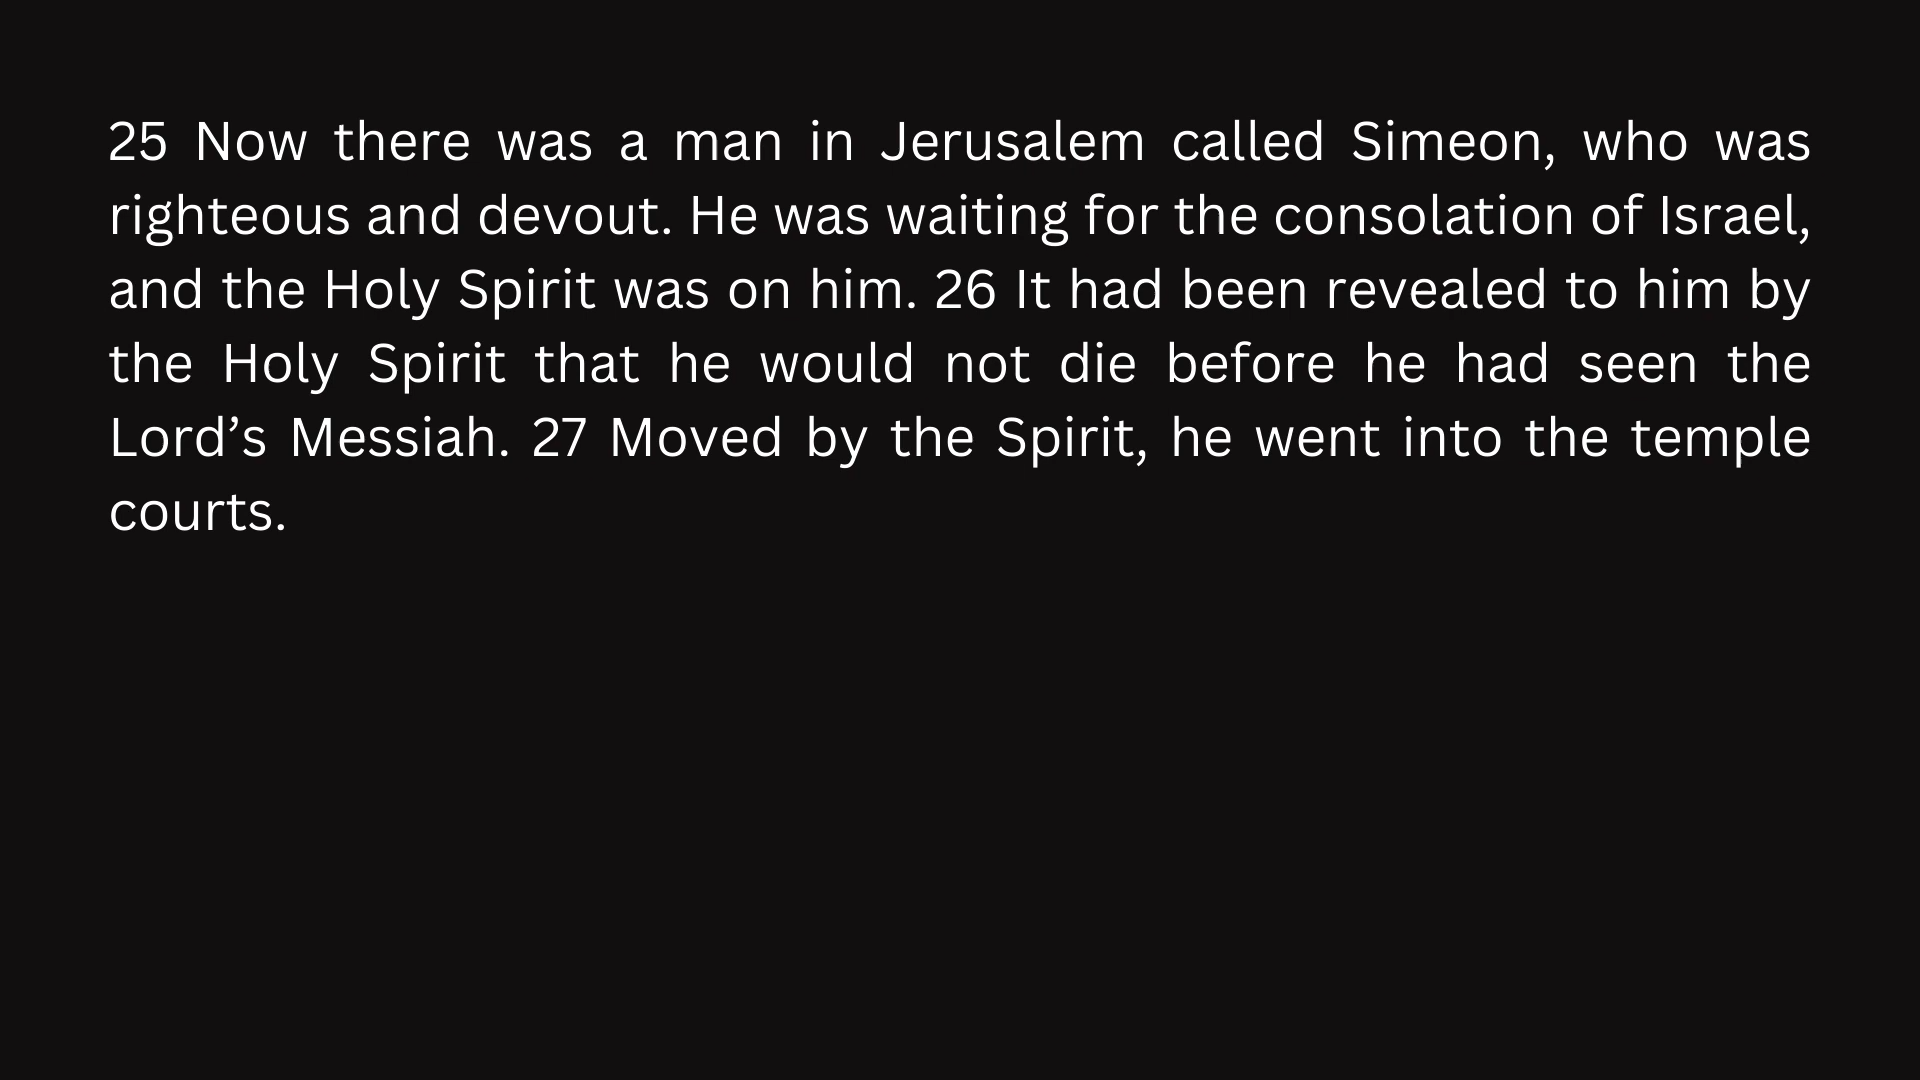 25 Now there was a man in Jerusalem called Simeon, who was
righteous and devout. He was waiting for the consolation of Israel,
and the Holy Spirit was on him. 26 It had been revealed to him by
the Holy Spirit that he would not die before he had seen the
Lord’s Messiah. 27 Moved by the Spirit, he went into the temple
courts.